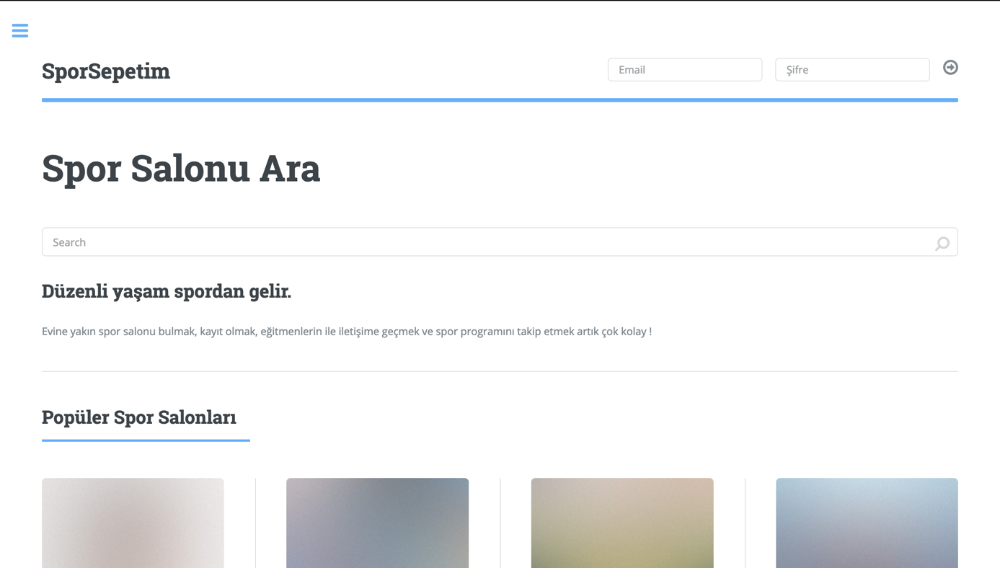 SporSepetim
Email
Şifre
Spor Salonu Ara
Search
Düzenli yaşam spordan gelir.
Evine yakın spor salonu bulmak, kayıt olmak, eğitmenlerin ile iletişime geçmek ve spor programını takip etmek artık çok kolay !
Popüler Spor Salonları